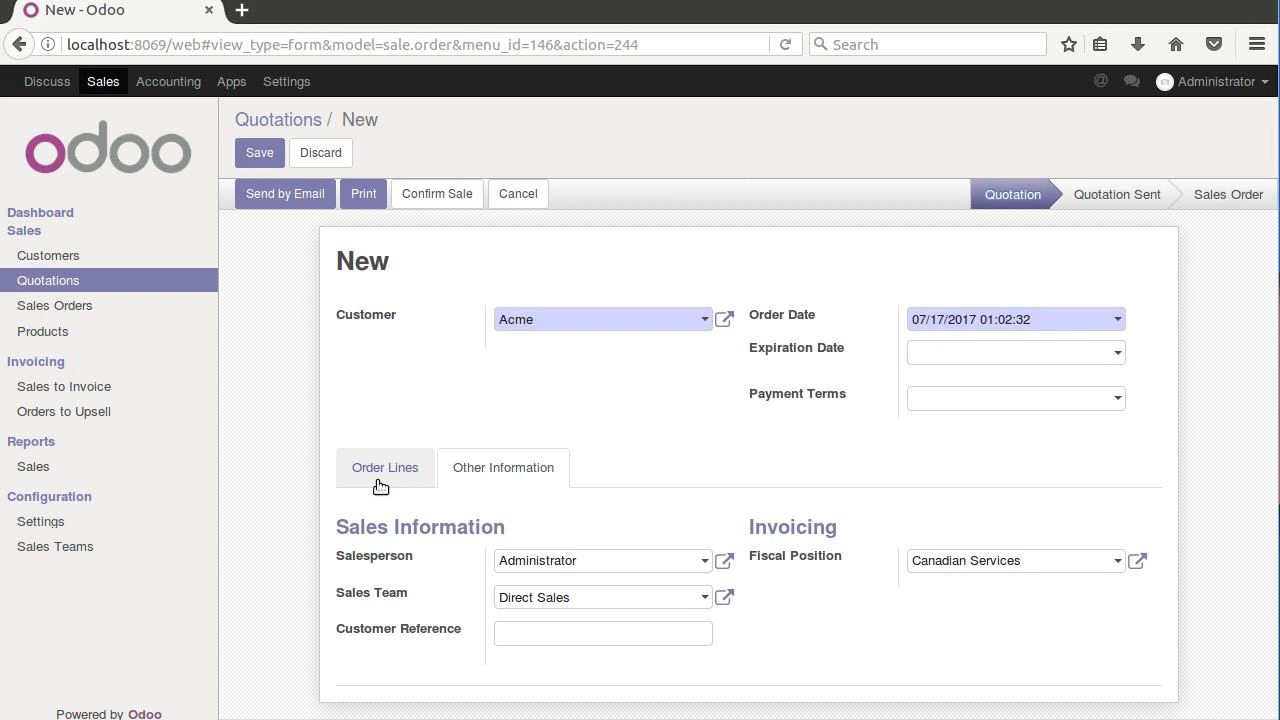 New - Odoo
localhost:8069/web#view_type=form&model=sale.order&menu_id=146&action=244
Search
Discuss Sales Accounting Apps Settings
Administrator
odoo
Quotations / New
Save Discard
Send by Email Print Confirm Sale Cancel
Quotation Quotation Sent Sales Order
Dashboard
Sales
Customers
Quotations
Sales Orders
Products
Invoicing
Sales to Invoice
Orders to Upsell
Reports
Sales
Configuration
Settings
Sales Teams
Powered by Odoo
New
Customer Acme
Order Date 07/17/2017 01:02:32
Expiration Date
Payment Terms
Order Lines Other Information
Sales Information
Salesperson Administrator
Sales Team Direct Sales
Customer Reference
Invoicing
Fiscal Position Canadian Services